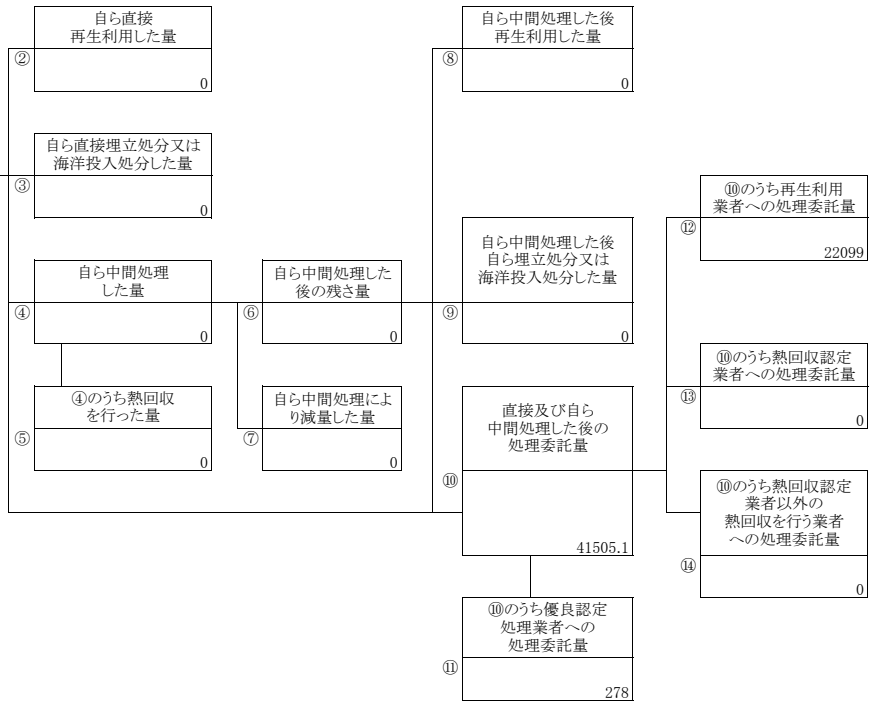 自ら直接
再生利用した量
②
0
自ら直接埋立処分又は
海洋投入処分した量
③
0
自ら中間処理
した量
④
0
④のうち熱回収
を行った量
⑤
0
自ら中間処理した
後の残さ量
⑥
0
自ら中間処理によ
り減量した量
⑦
0
自ら中間処理した後
再生利用した量
⑧
0
自ら中間処理した後
自ら埋立処分又は
海洋投入処分した量
⑨
0
直接及び自ら
中間処理した後の
処理委託量
⑩
41505.1
⑩のうち優良認定
処理業者への
処理委託量
⑪
278
⑩のうち再生利用
業者への処理委託量
⑫
22099
⑩のうち熱回収認定
業者への処理委託量
⑬
0
⑩のうち熱回収認定
業者以外の
熱回収を行う業者
への処理委託量
⑭
0